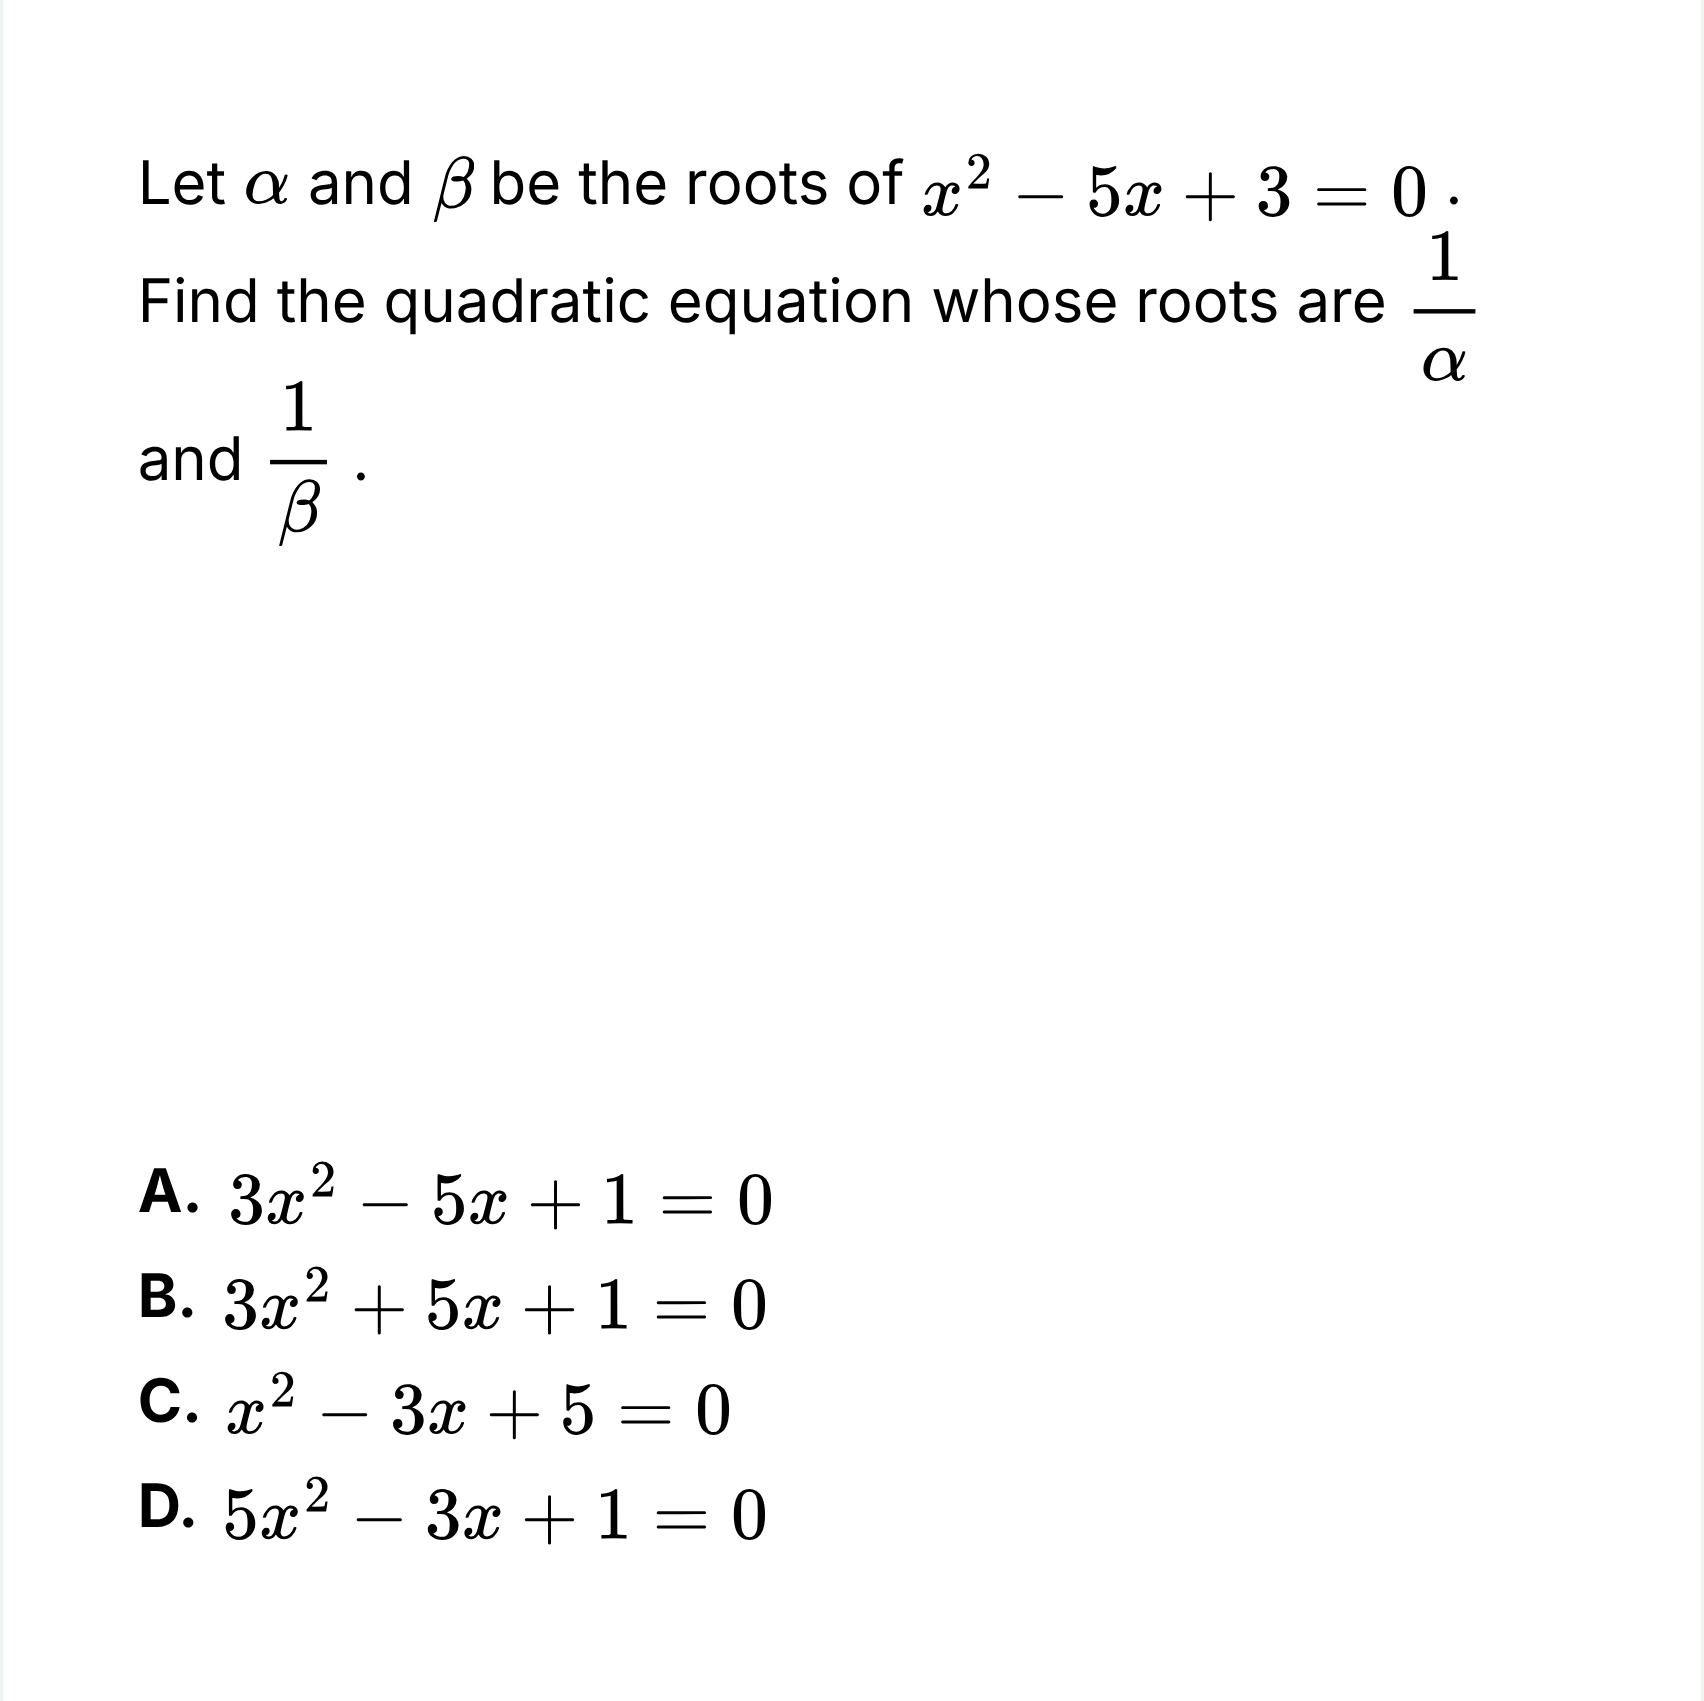 Let α and β be the roots of x² − 5x + 3 = 0 .
Find the quadratic equation whose roots are 1/α
and 1/β .
A. 3x² − 5x + 1 = 0
B. 3x² + 5x + 1 = 0
C. x² − 3x + 5 = 0
D. 5x² − 3x + 1 = 0